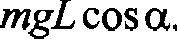 mgL cos α,